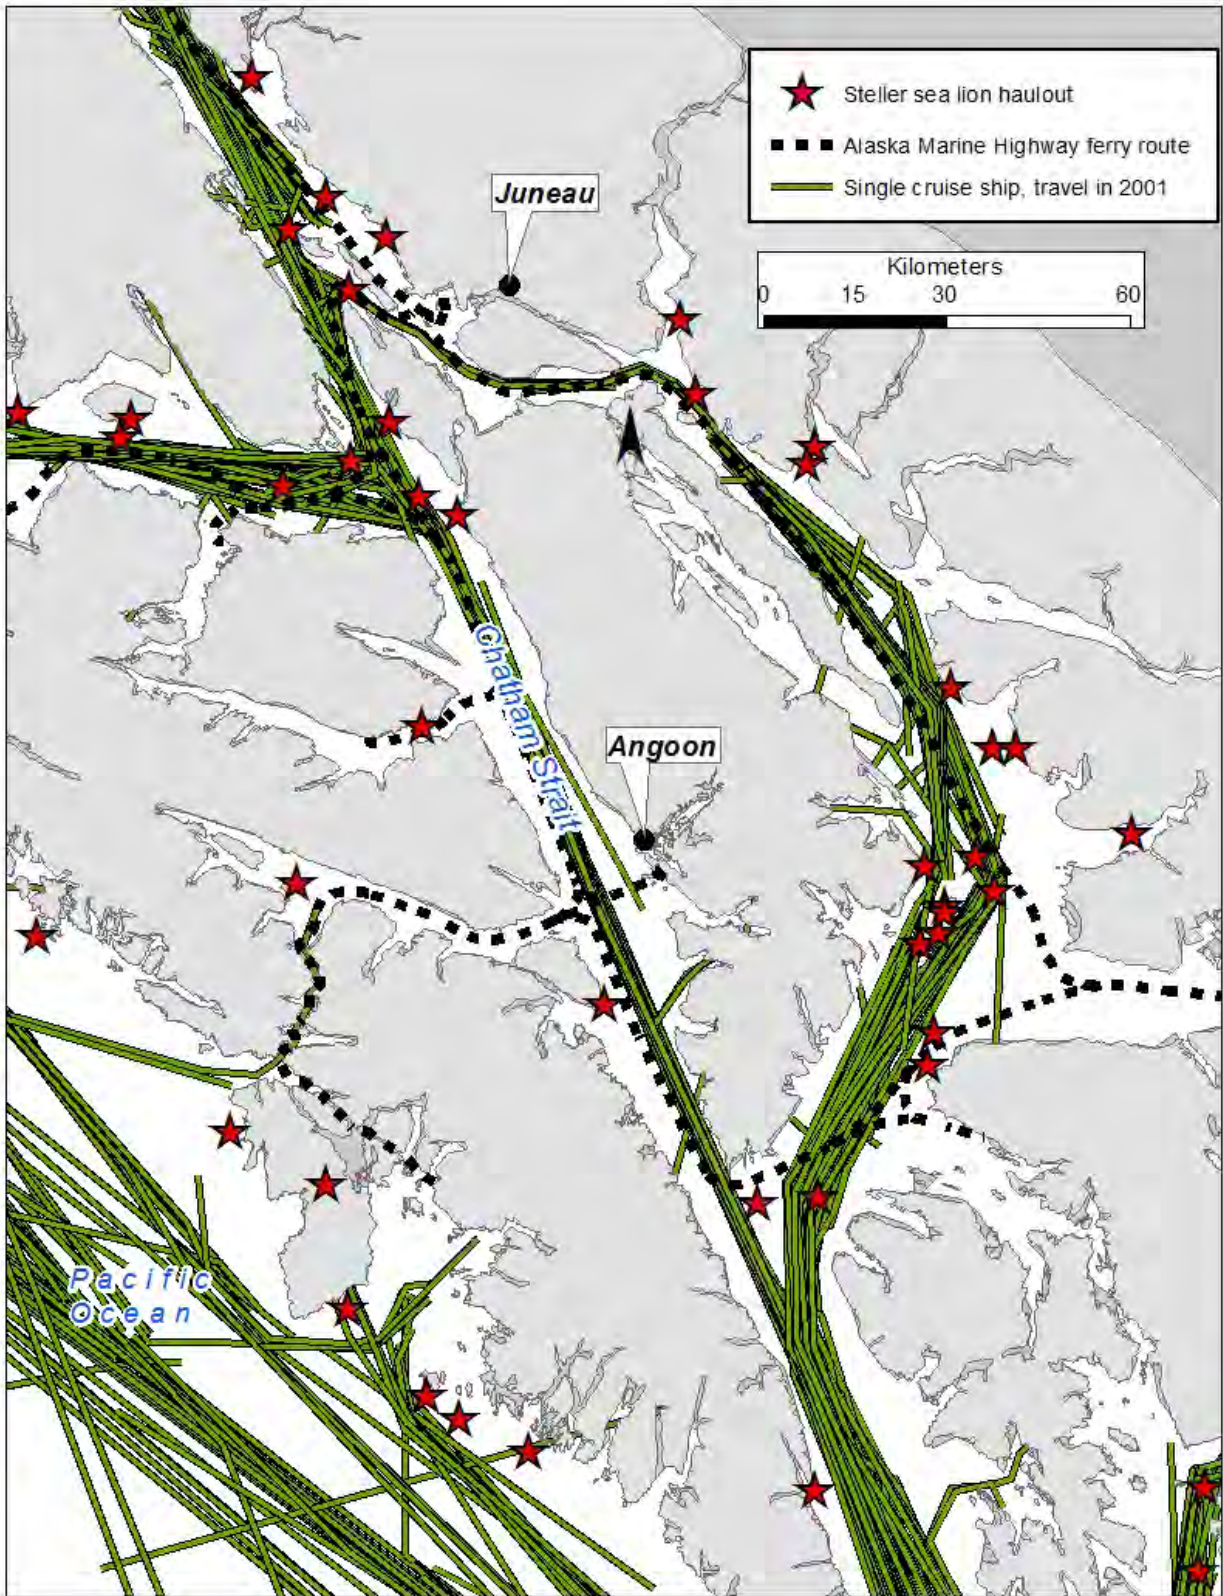 Steller sea lion haulout
Alaska Marine Highway ferry route
Single cruise ship, travel in 2001
Juneau
Kilometers
0 15 30 60
Chatham Strait
Angoon
Pacific
Ocean